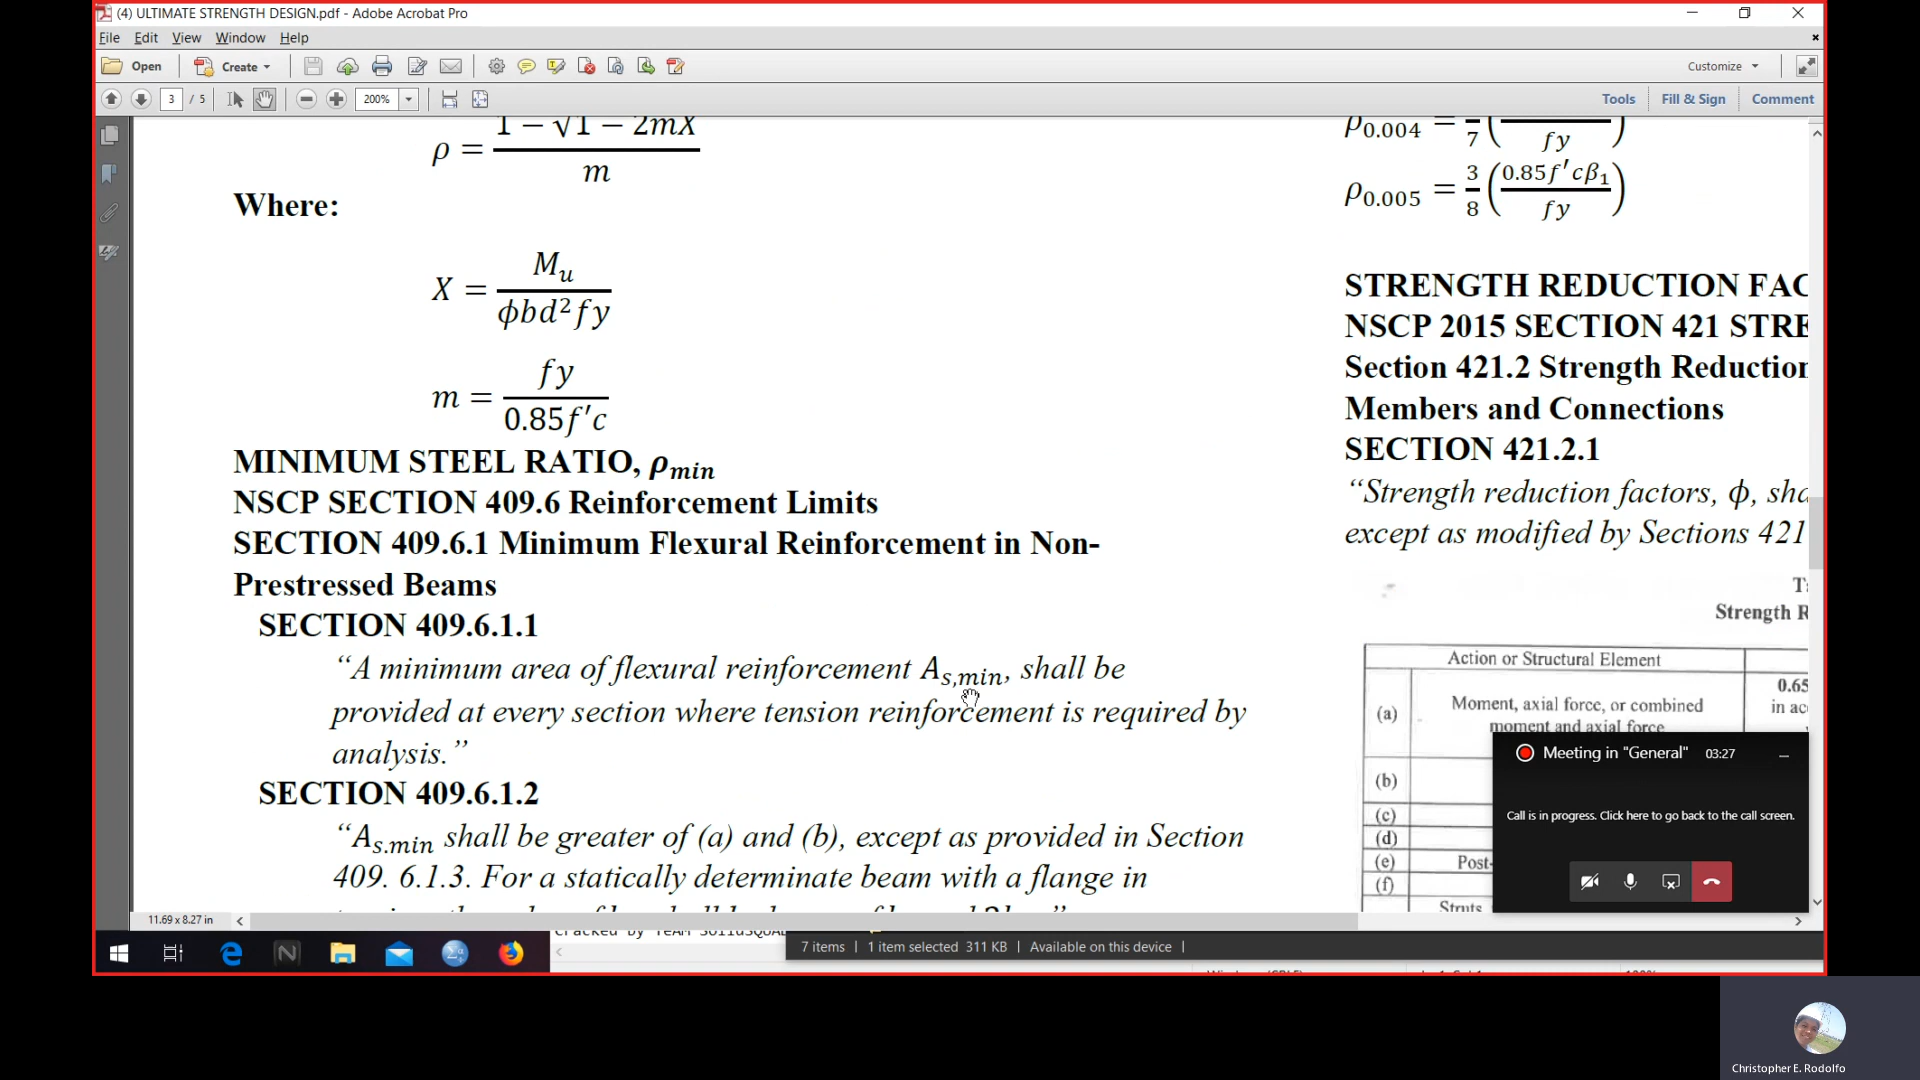 (4) ULTIMATE STRENGTH DESIGN.pdf - Adobe Acrobat Pro
File Edit View Window Help
Open Create Customize
3 / 5 200% Tools Fill & Sign Comment
ρ = 1 − √1 − 2mX / m
Where:
X = Mu / ϕbd² fy
m = fy / 0.85f′c
MINIMUM STEEL RATIO, ρmin
NSCP SECTION 409.6 Reinforcement Limits
SECTION 409.6.1 Minimum Flexural Reinforcement in Non-
Prestressed Beams
SECTION 409.6.1.1
“A minimum area of flexural reinforcement As,min, shall be
provided at every section where tension reinforcement is required by
analysis.”
SECTION 409.6.1.2
“As.min shall be greater of (a) and (b), except as provided in Section
409. 6.1.3. For a statically determinate beam with a flange in
ρ0.004 = /7 ( / fy )
ρ0.005 = 3/8 (0.85f′cβ1 / fy)
STRENGTH REDUCTION FAC
NSCP 2015 SECTION 421 STRE
Section 421.2 Strength Reduction
Members and Connections
SECTION 421.2.1
“Strength reduction factors, ϕ, sha
except as modified by Sections 421
Strength R
Action or Structural Element
(a) Moment, axial force, or combined
moment and axial force
0.65
in ac
(b)
(c)
(d)
(e) Post-
(f)
Struts,
Meeting in "General" 03:27
Call is in progress. Click here to go back to the call screen.
11.69 x 8.27 in
7 items | 1 item selected 311 KB | Available on this device |
Christopher E. Rodolfo